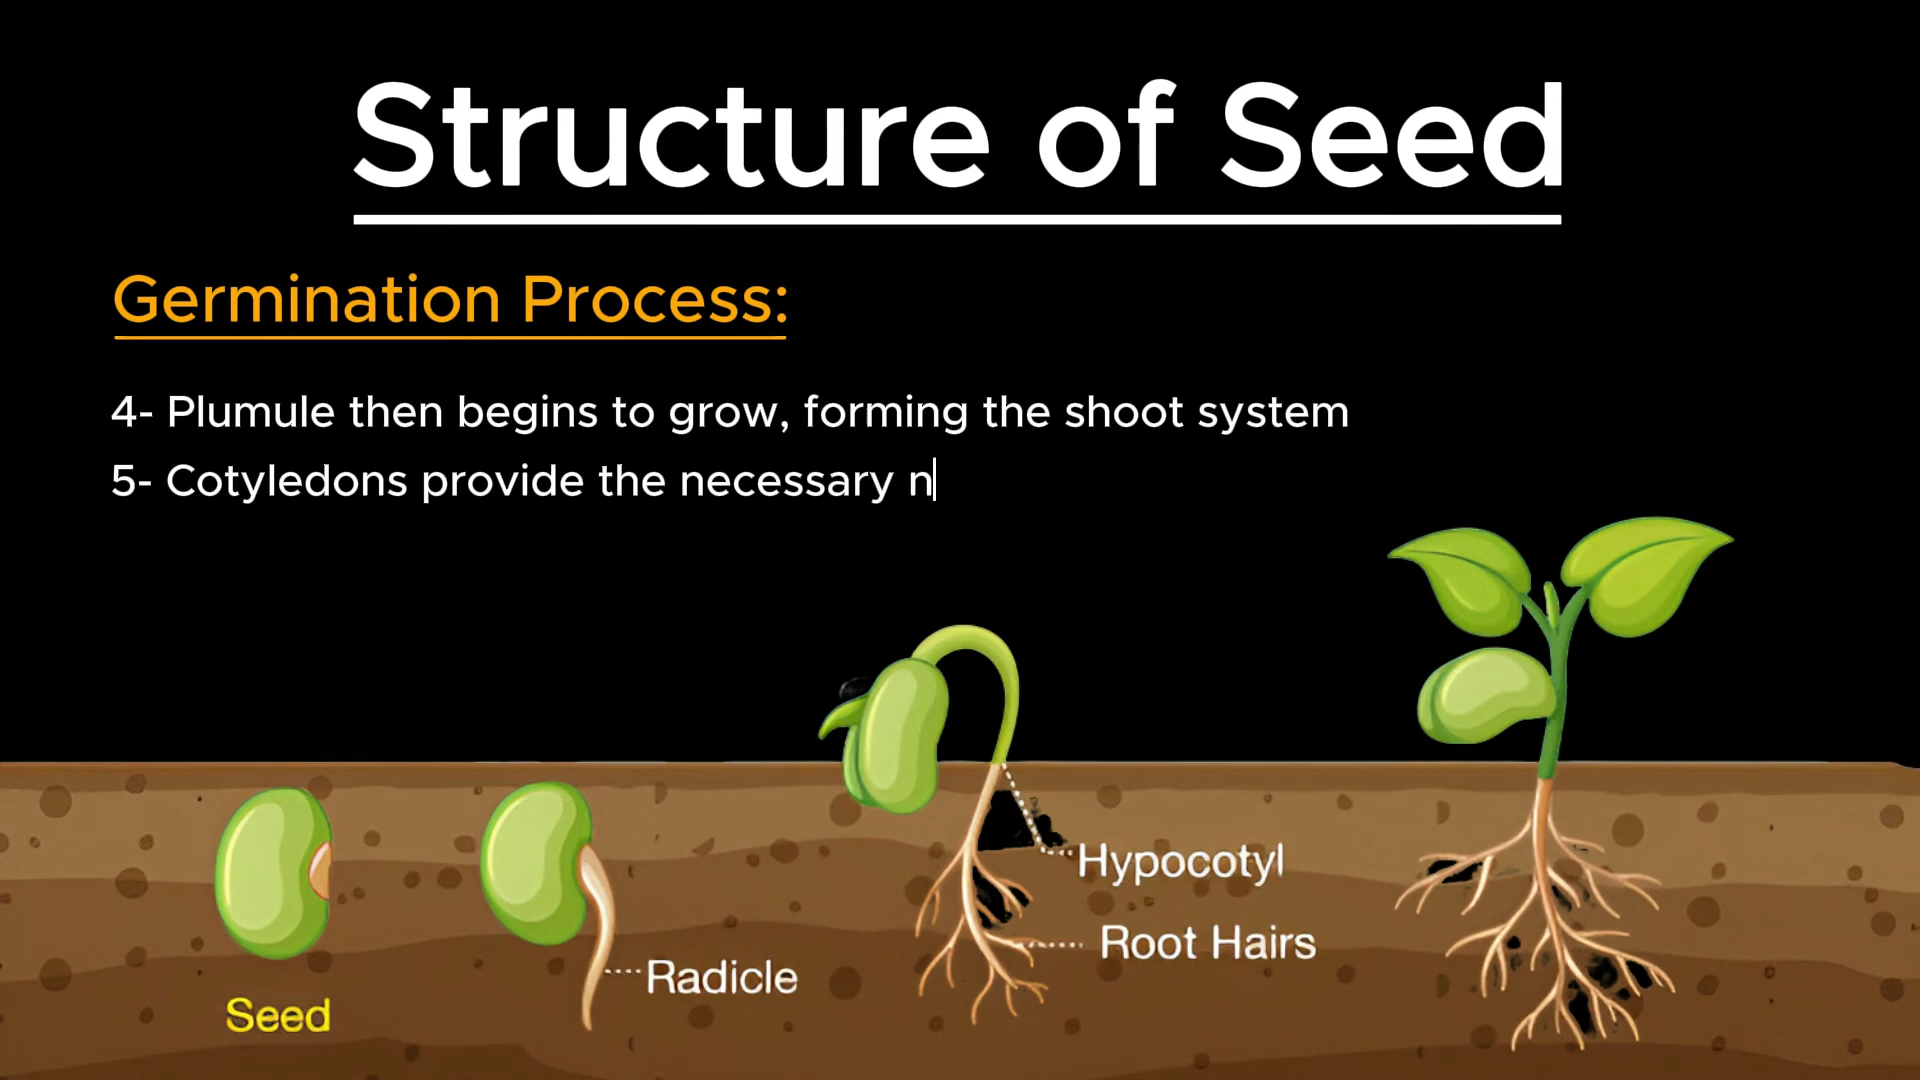 Structure of Seed
Germination Process:
4- Plumule then begins to grow, forming the shoot system
5- Cotyledons provide the necessary n
Hypocotyl
Root Hairs
Radicle
Seed